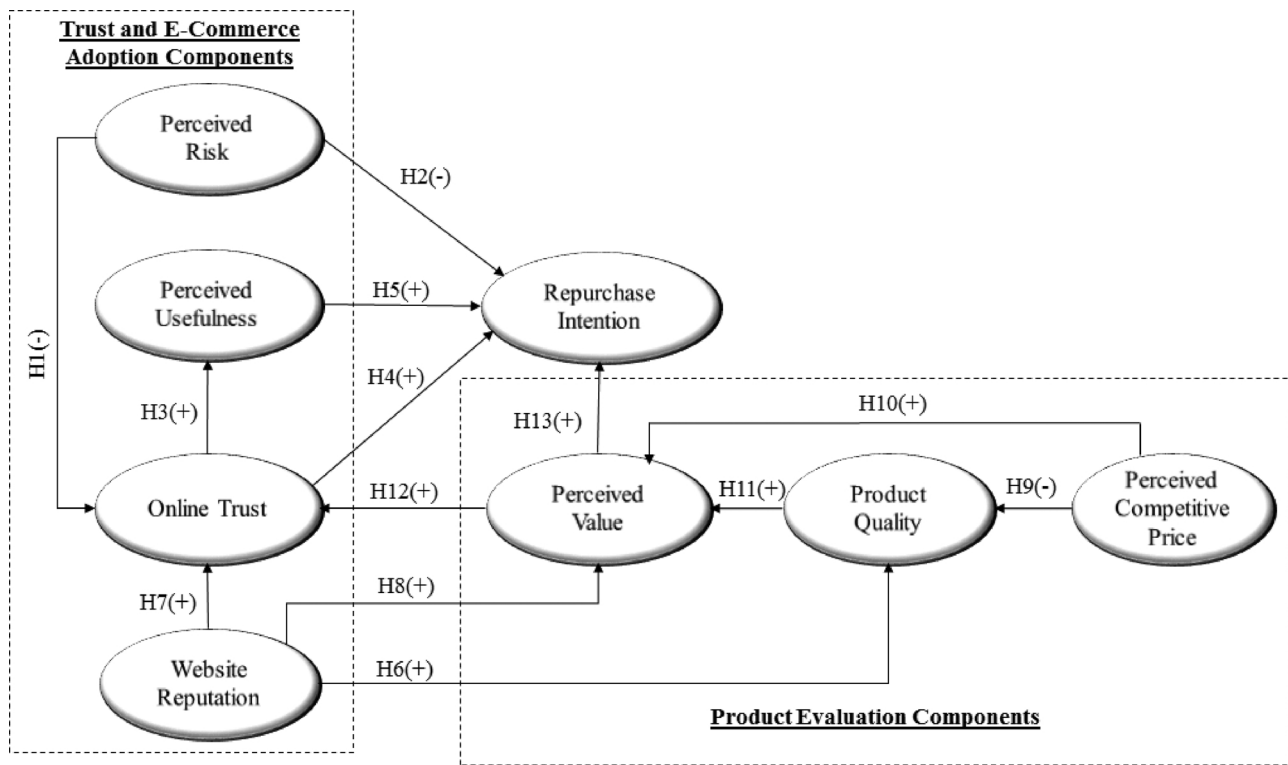 Trust and E-Commerce
Adoption Components
Perceived
Risk
H2(-)
Perceived
Usefulness
H5(+)
Repurchase
Intention
H1(-)
H3(+)
H4(+)
H13(+)
H10(+)
Online Trust
H12(+)
Perceived
Value
H11(+)
Product
Quality
H9(-)
Perceived
Competitive
Price
H7(+)
H8(+)
Website
Reputation
H6(+)
Product Evaluation Components